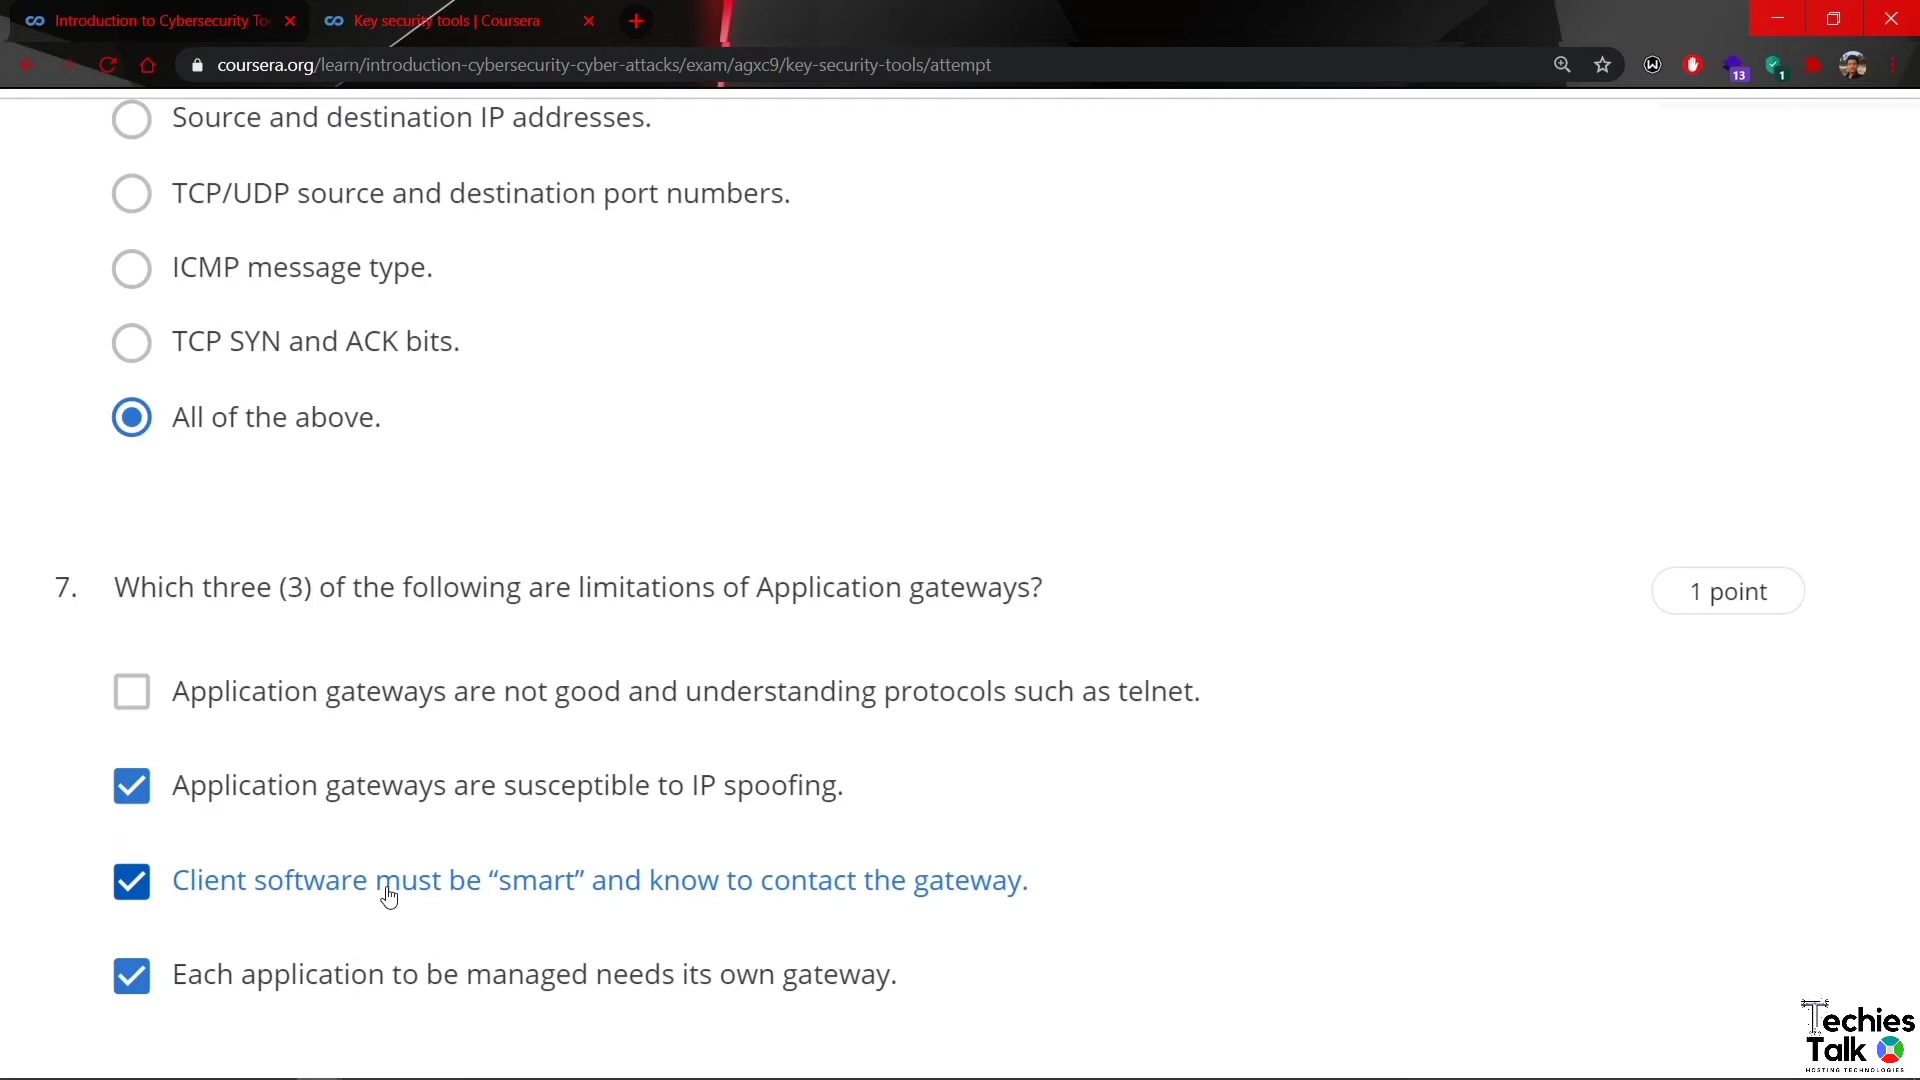 Introduction to Cybersecurity To
Key security tools | Coursera
coursera.org/learn/introduction-cybersecurity-cyber-attacks/exam/agxc9/key-security-tools/attempt
13
1
Source and destination IP addresses.
TCP/UDP source and destination port numbers.
ICMP message type.
TCP SYN and ACK bits.
All of the above.
7. Which three (3) of the following are limitations of Application gateways?
1 point
Application gateways are not good and understanding protocols such as telnet.
Application gateways are susceptible to IP spoofing.
Client software must be “smart” and know to contact the gateway.
Each application to be managed needs its own gateway.
Techies
Talk
HOSTING TECHNOLOGIES